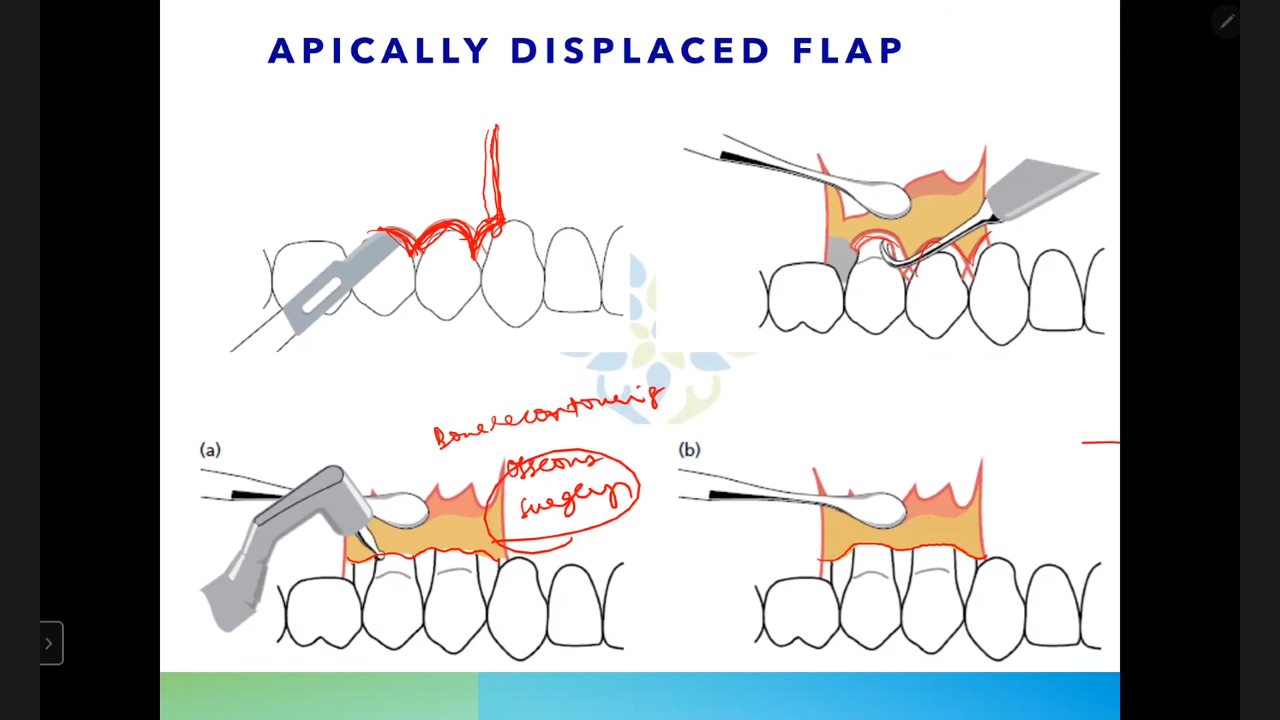 APICALLY DISPLACED FLAP
Bone recontouring
(a)
Osseous
surgery
(b)